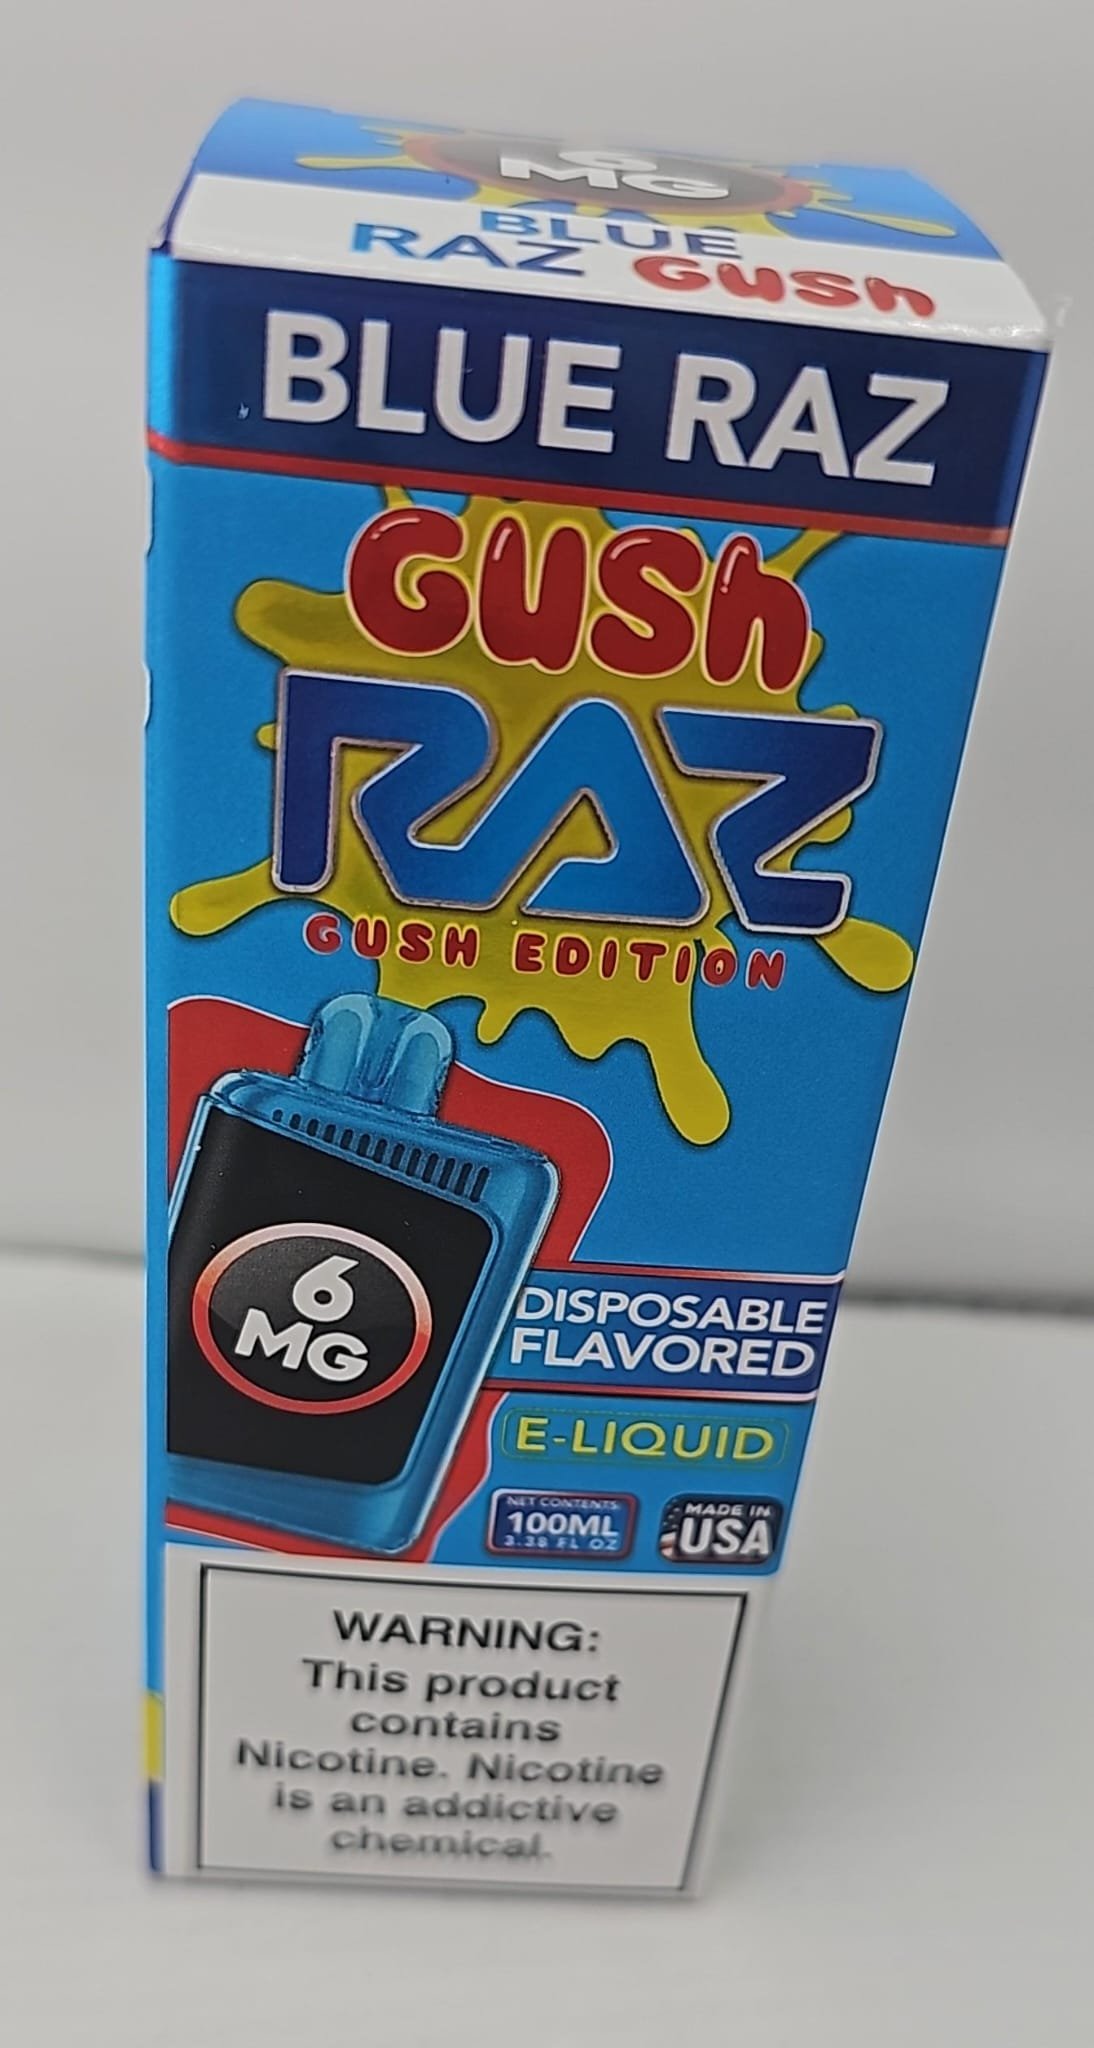 6
MG
BLUE
RAZ GUSH
BLUE RAZ
GUSH
RAZ
GUSH EDITION
6
MG
DISPOSABLE
FLAVORED
E-LIQUID
NET CONTENTS
100ML
3.38 FL OZ
MADE IN
USA
WARNING:
This product
contains
Nicotine. Nicotine
is an addictive
chemical.